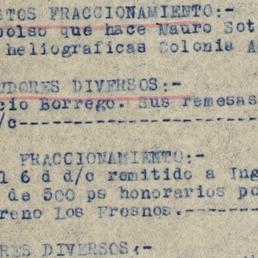 STOS FRACCIONAMIENTO:-
bolso que hace Mauro Sot
heliograficas Colonia A
UDORES DIVERSOS:-
cio Borrego. Sus remesas
/c--------------------
FRACCIONAMIENTO:-
l 6 d d/c remitido a Ing
de 500 ps honorarios po
reno Los Fresnos.--------
RES DIVERSOS:-